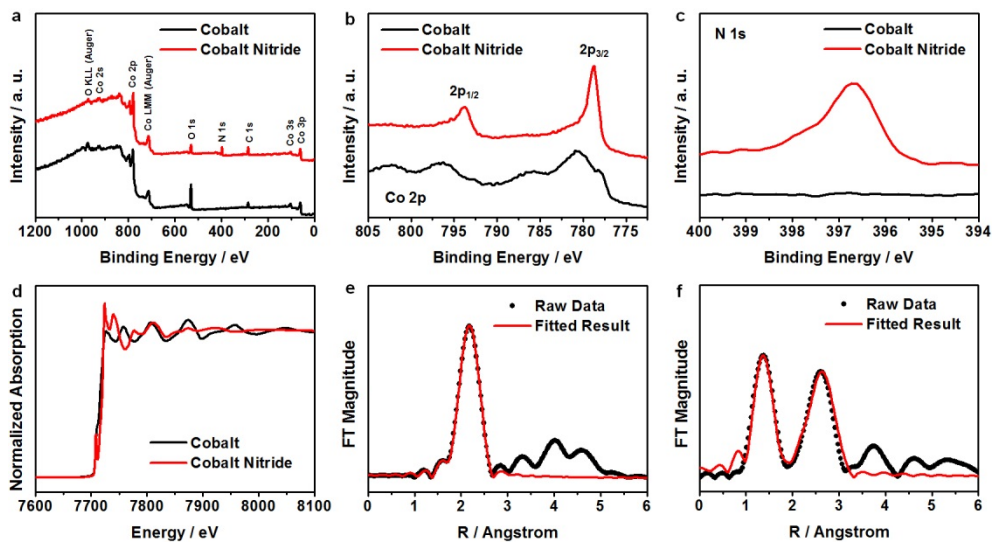 a
Cobalt
Cobalt Nitride
O KLL (Auger)
Co 2s
Co 2p
Co LMM (Auger)
O 1s
N 1s
C 1s
Co 3s
Co 3p
Intensity / a. u.
1200 1000 800 600 400 200 0
Binding Energy / eV
b
Cobalt
Cobalt Nitride
2p1/2
2p3/2
Co 2p
Intensity / a. u.
805 800 795 790 785 780 775
Binding Energy / eV
c
N 1s
Cobalt
Cobalt Nitride
Intensity / a. u.
400 399 398 397 396 395 394
Binding Energy / eV
d
Cobalt
Cobalt Nitride
Normalized Absorption
7600 7700 7800 7900 8000 8100
Energy / eV
e
Raw Data
Fitted Result
FT Magnitude
0 1 2 3 4 5 6
R / Angstrom
f
Raw Data
Fitted Result
FT Magnitude
0 1 2 3 4 5 6
R / Angstrom